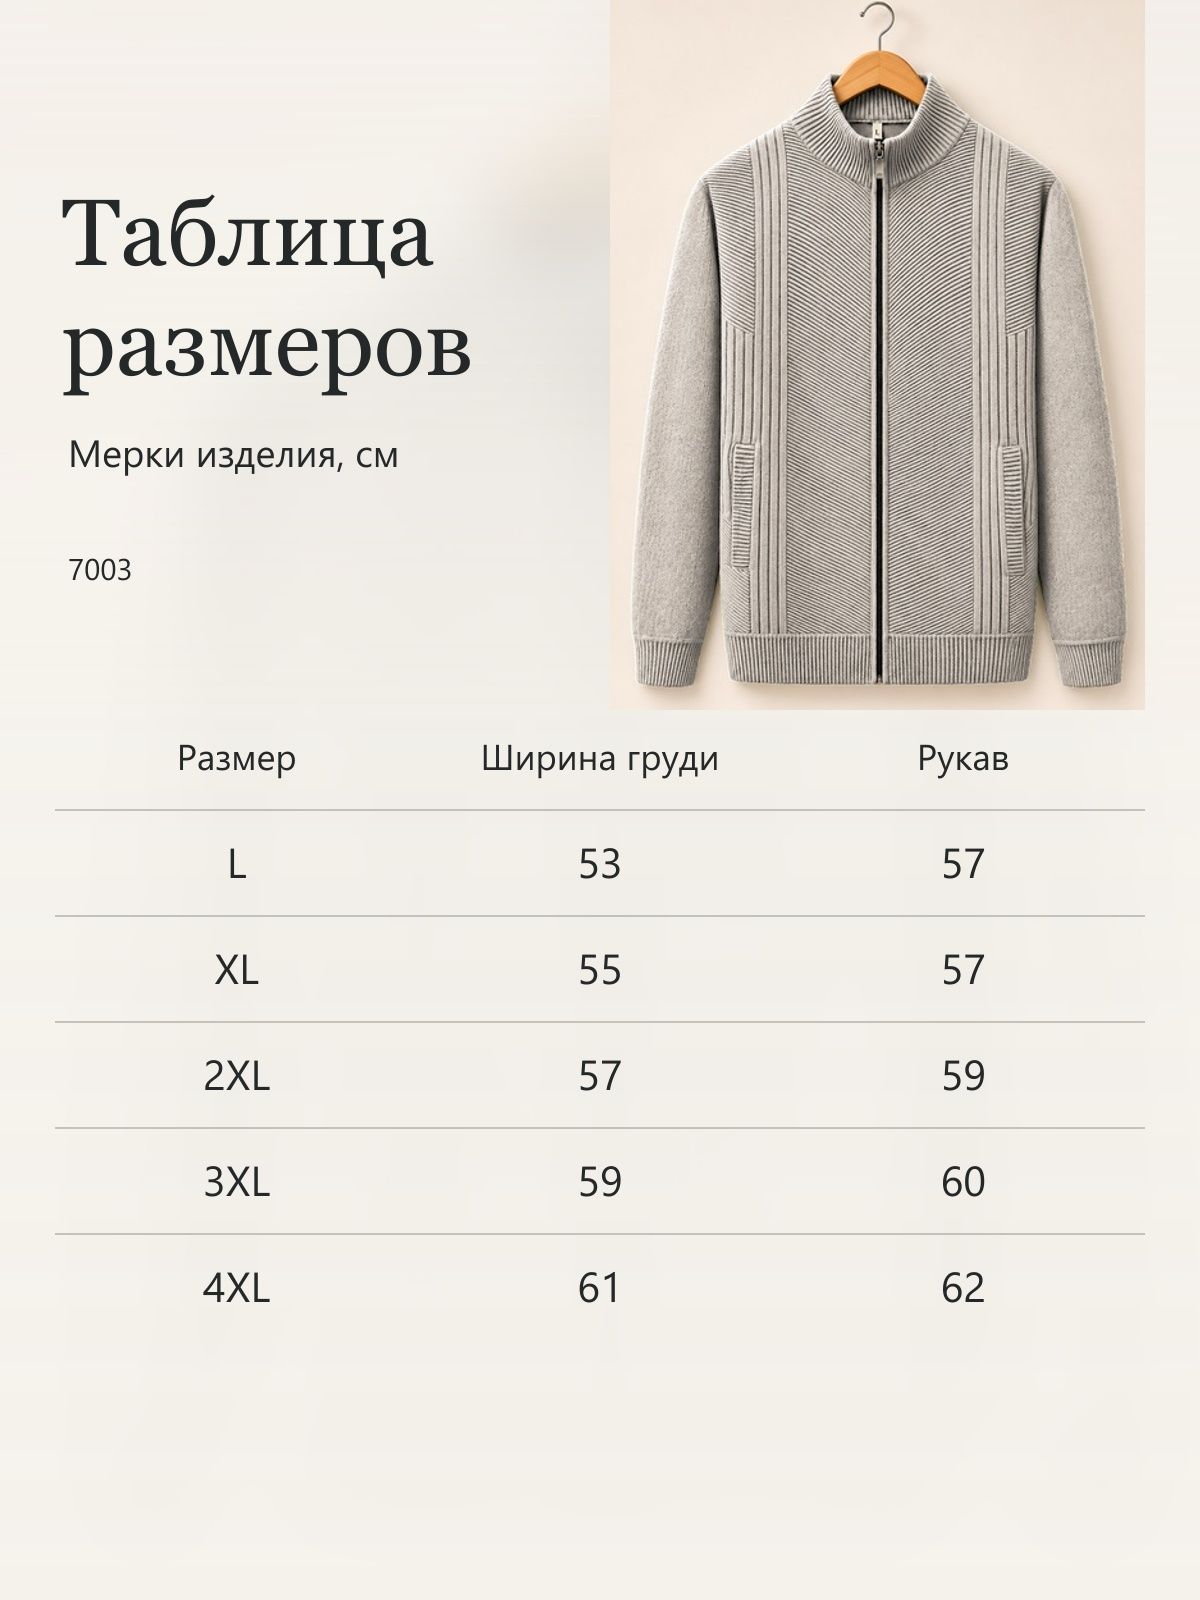 Таблица
размеров
Мерки изделия, см
7003
L
Размер Ширина груди Рукав
L 53 57
XL 55 57
2XL 57 59
3XL 59 60
4XL 61 62